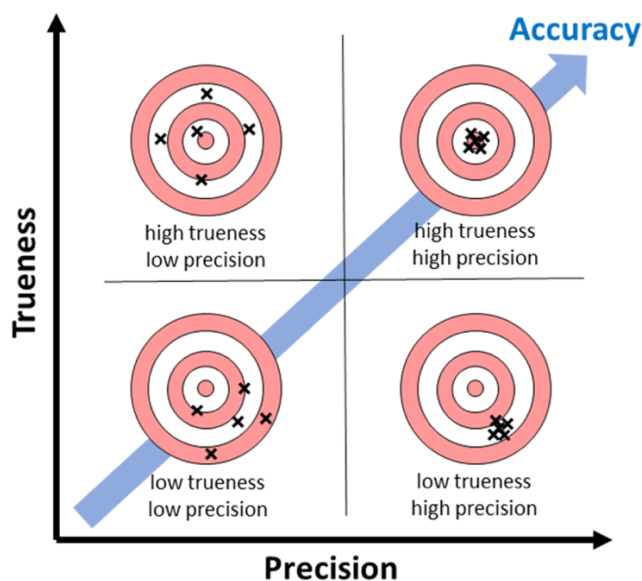 Accuracy
Trueness
high trueness
low precision
high trueness
high precision
low trueness
low precision
low trueness
high precision
Precision